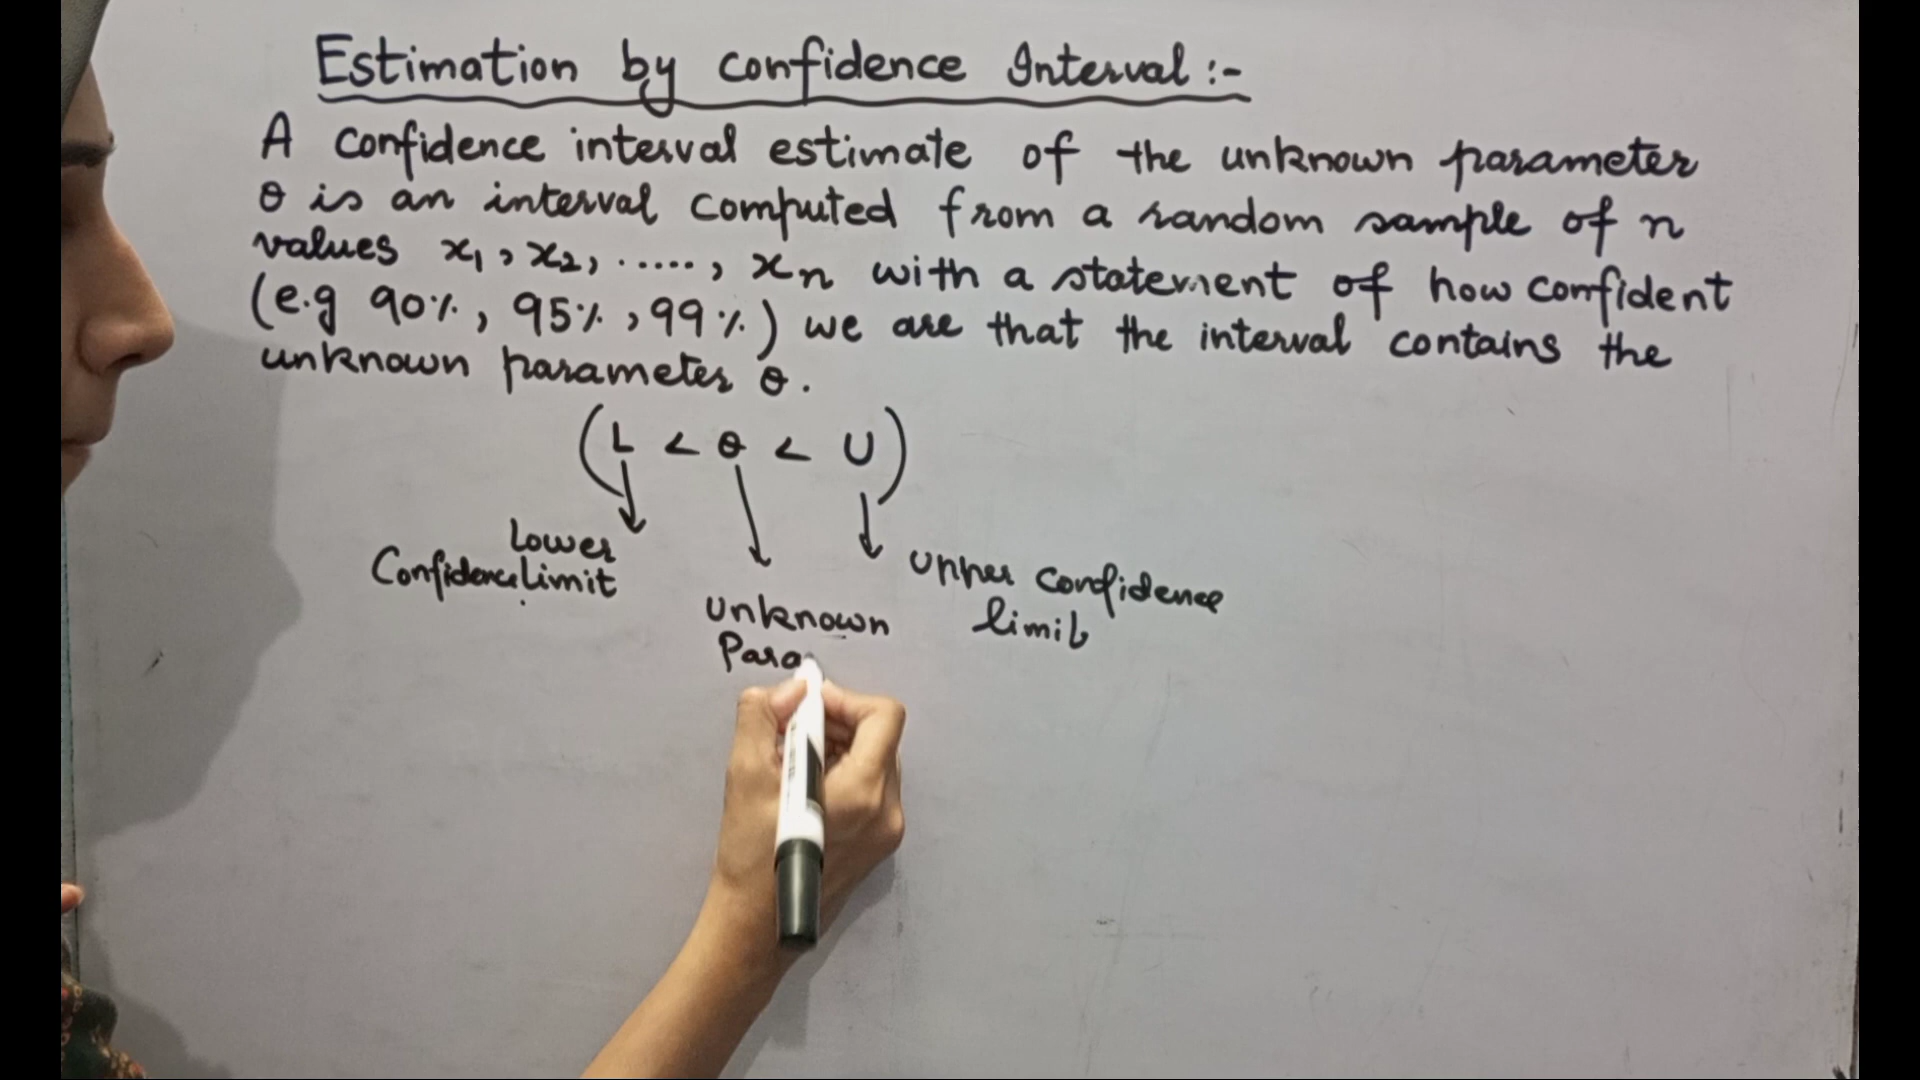 Estimation by confidence Interval :-
A confidence interval estimate of the unknown parameter
θ is an interval computed from a random sample of n
values x₁, x₂, ....., xₙ with a statement of how confident
(e.g 90%, 95%, 99%) we are that the interval contains the
unknown parameter θ.
(L < θ < U)
Lower
Confidence Limit
Upper confidence
limit
unknown
Para